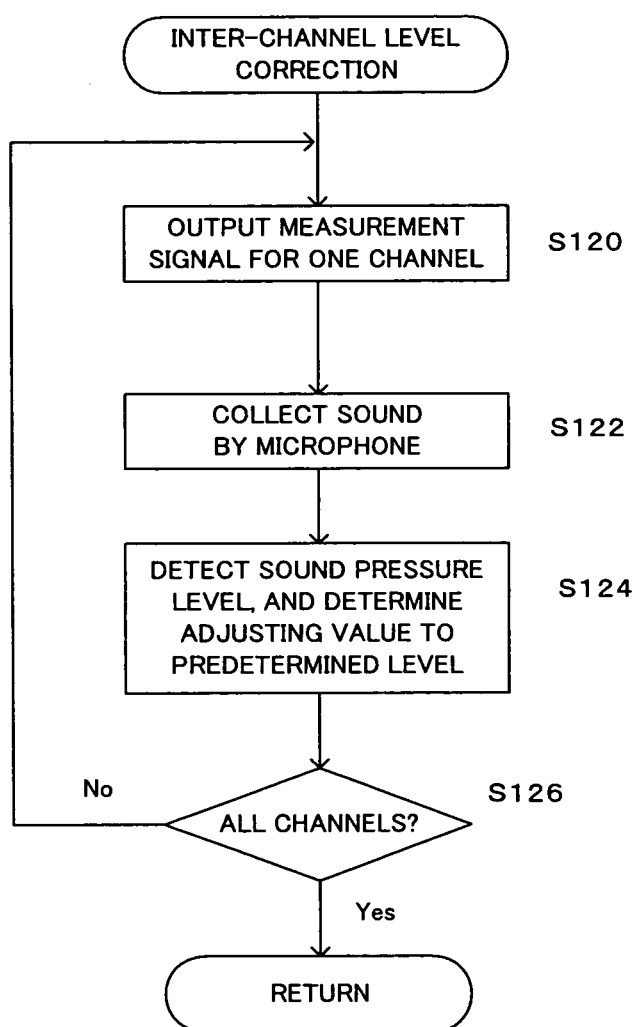 INTER-CHANNEL LEVEL
CORRECTION
OUTPUT MEASUREMENT
SIGNAL FOR ONE CHANNEL
S120
COLLECT SOUND
BY MICROPHONE
S122
DETECT SOUND PRESSURE
LEVEL, AND DETERMINE
ADJUSTING VALUE TO
PREDETERMINED LEVEL
S124
No
S126
ALL CHANNELS?
Yes
RETURN